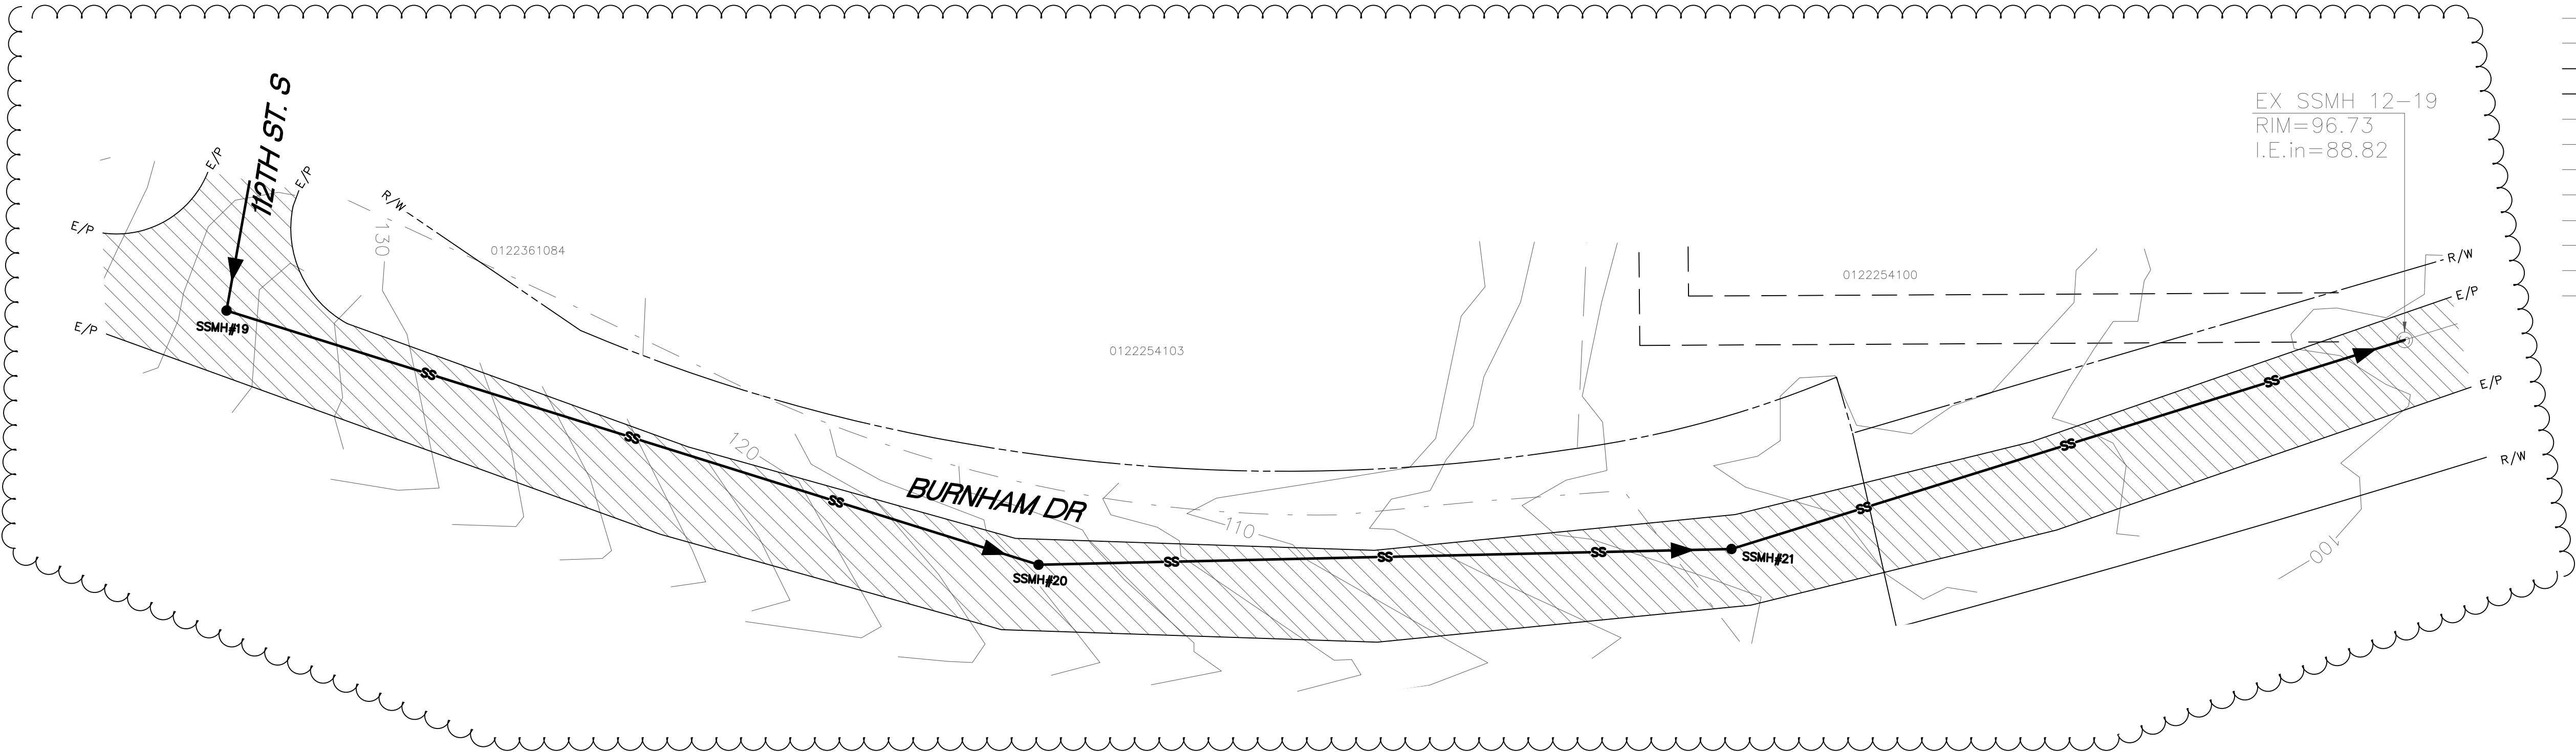 112TH ST. S
EX SSMH 12-19
RIM=96.73
I.E.in=88.82
E/P
E/P
R/W
E/P
130
0122361084
0122254100
R/W
E/P
SSMH#19
E/P
0122254103
SS
SS
SS
SS
SS
E/P
120
SS
BURNHAM DR
SS
R/W
110
SS
SS
SS
SSMH#20
SSMH#21
100